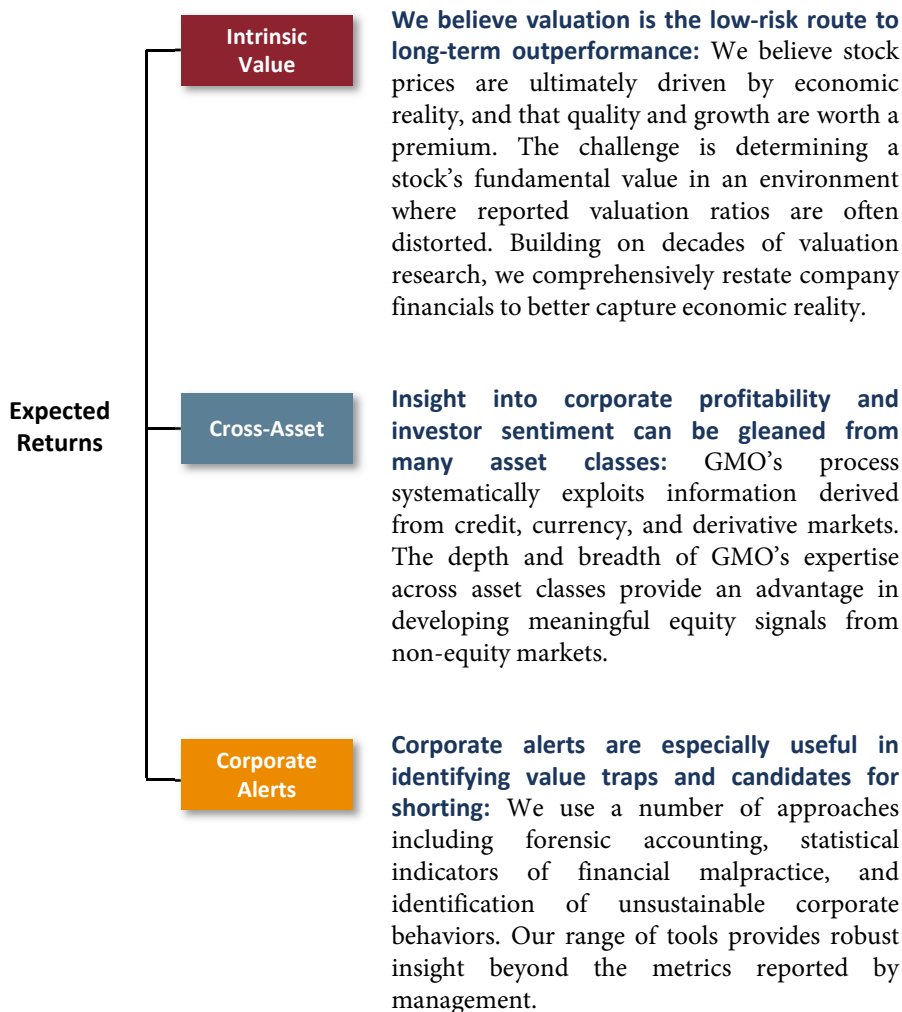 Intrinsic
Value
We believe valuation is the low-risk route to
long-term outperformance: We believe stock
prices are ultimately driven by economic
reality, and that quality and growth are worth a
premium. The challenge is determining a
stock's fundamental value in an environment
where reported valuation ratios are often
distorted. Building on decades of valuation
research, we comprehensively restate company
financials to better capture economic reality.
Expected
Returns
Cross-Asset
Insight into corporate profitability and
investor sentiment can be gleaned from
many asset classes: GMO's process
systematically exploits information derived
from credit, currency, and derivative markets.
The depth and breadth of GMO's expertise
across asset classes provide an advantage in
developing meaningful equity signals from
non-equity markets.
Corporate
Alerts
Corporate alerts are especially useful in
identifying value traps and candidates for
shorting: We use a number of approaches
including forensic accounting, statistical
indicators of financial malpractice, and
identification of unsustainable corporate
behaviors. Our range of tools provides robust
insight beyond the metrics reported by
management.